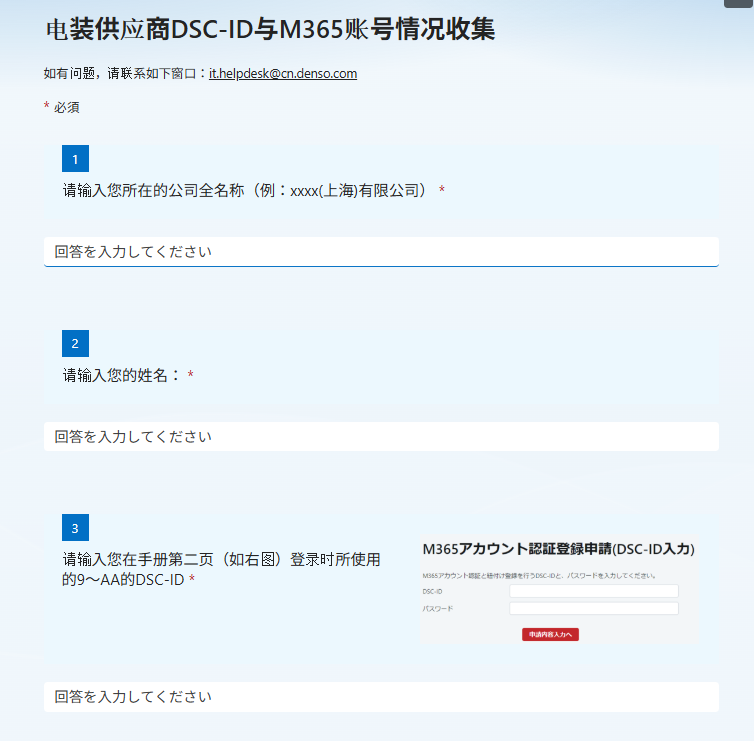 电装供应商DSC-ID与M365账号情况收集
如有问题，请联系如下窗口：it.helpdesk@cn.denso.com
* 必須
1
请输入您所在的公司全名称（例：xxxx(上海)有限公司） *
回答を入力してください
2
请输入您的姓名： *
回答を入力してください
3
请输入您在手册第二页（如右图）登录时所使用
的9～AA的DSC-ID *
M365アカウント認証登録申請(DSC-ID入力)
M365アカウント認証と紐付け登録を行うDSC-IDと、パスワードを入力してください。
DSC-ID
パスワード
申請内容入力へ
回答を入力してください